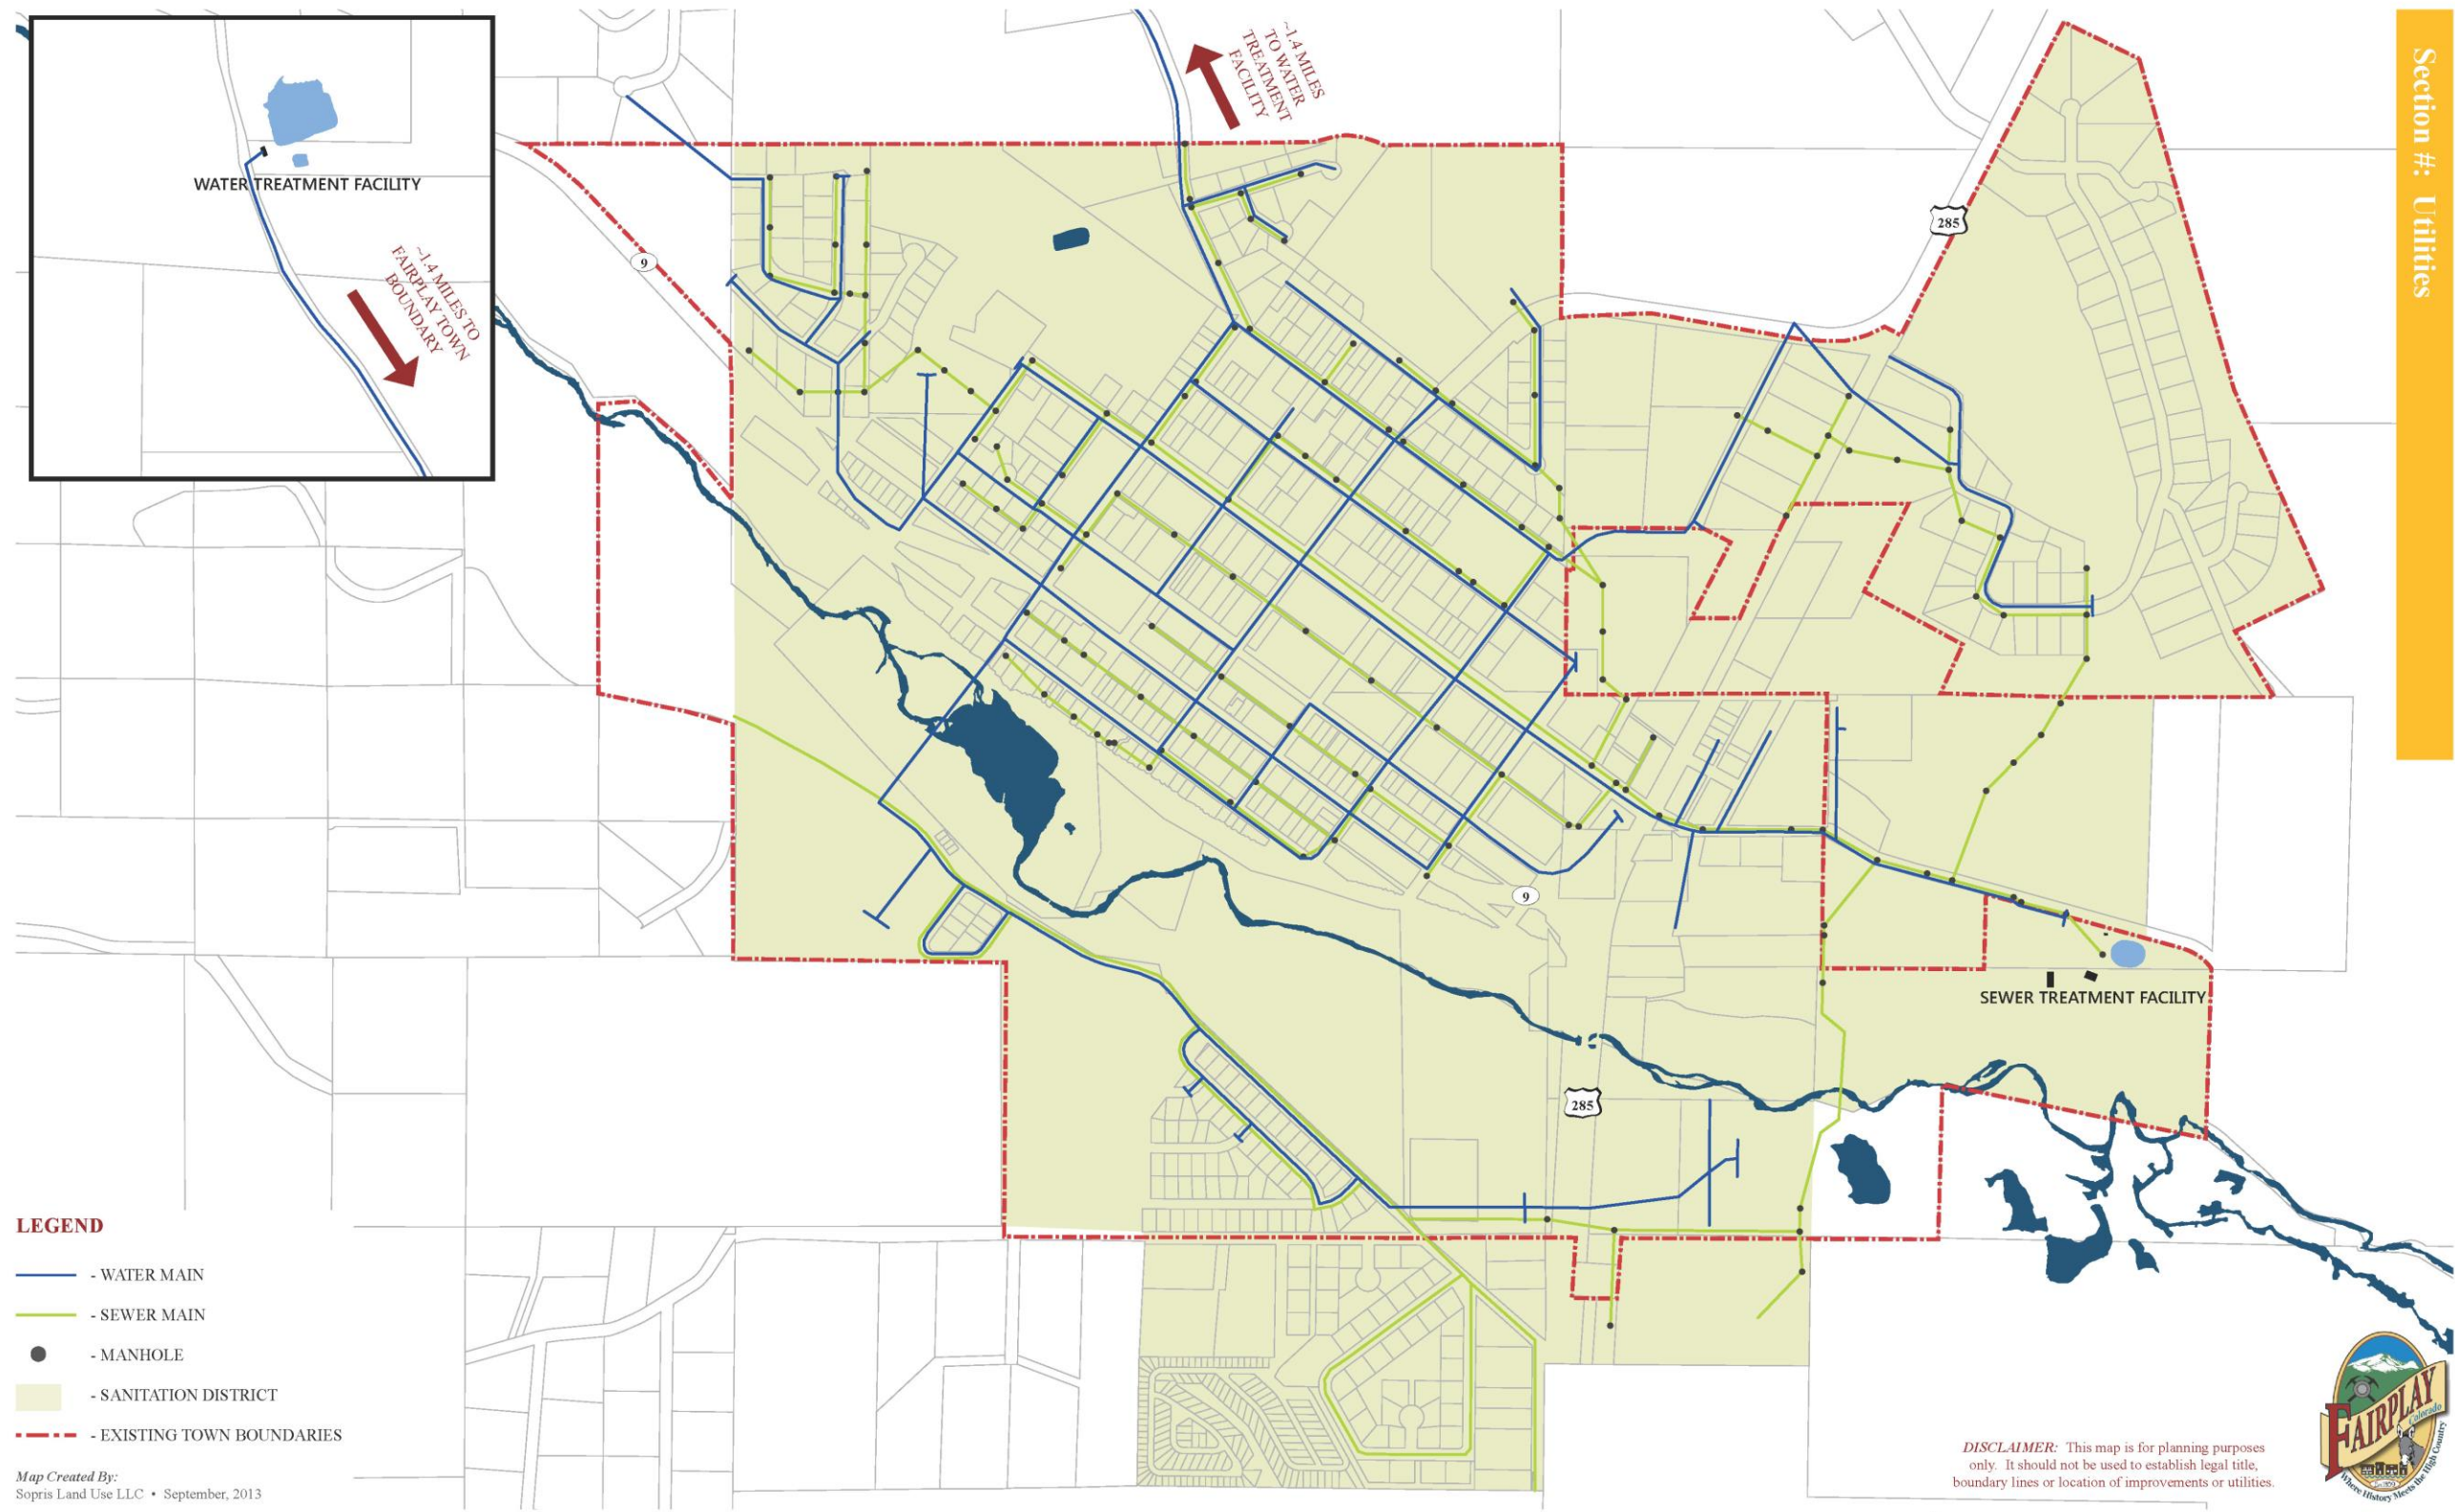 Section #:  Utilities
~1.4 MILES
TO WATER
TREATMENT
FACILITY
WATER TREATMENT FACILITY
~1.4 MILES TO
FAIRPLAY TOWN
BOUNDARY
9
285
9
285
SEWER TREATMENT FACILITY
LEGEND
- WATER MAIN
- SEWER MAIN
- MANHOLE
- SANITATION DISTRICT
- EXISTING TOWN BOUNDARIES
Map Created By:
Sopris Land Use LLC • September, 2013
DISCLAIMER:  This map is for planning purposes
only.  It should not be used to establish legal title,
boundary lines or location of improvements or utilities.
FAIRPLAY
Colorado
Where History Meets the High Country